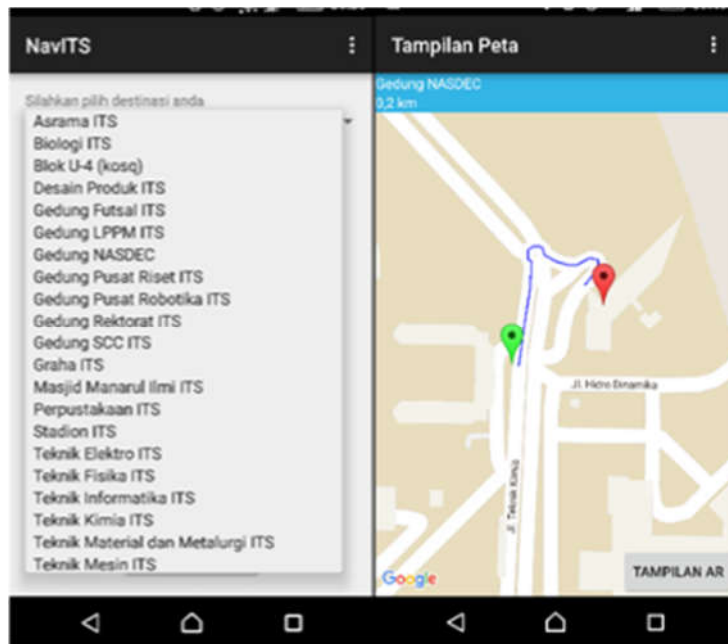 NavITS
Silahkan pilih destinasi anda
Asrama ITS
Biologi ITS
Blok U-4 (kosq)
Desain Produk ITS
Gedung Futsal ITS
Gedung LPPM ITS
Gedung NASDEC
Gedung Pusat Riset ITS
Gedung Pusat Robotika ITS
Gedung Rektorat ITS
Gedung SCC ITS
Graha ITS
Masjid Manarul Ilmi ITS
Perpustakaan ITS
Stadion ITS
Teknik Elektro ITS
Teknik Fisika ITS
Teknik Informatika ITS
Teknik Kimia ITS
Teknik Material dan Metalurgi ITS
Teknik Mesin ITS
Tampilan Peta
Gedung NASDEC
0,2 km
Jl. Hidro Dinamika
Jl. Teknik Kimia
Google
TAMPILAN AR